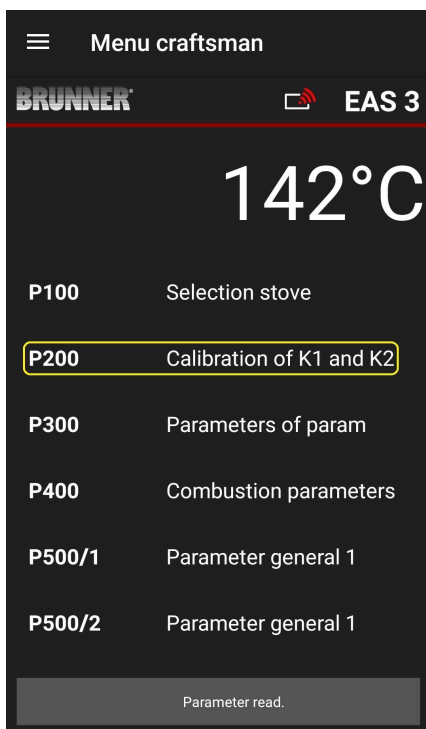 Menu craftsman
BRUNNER EAS 3
142°C
P100 Selection stove
P200 Calibration of K1 and K2
P300 Parameters of param
P400 Combustion parameters
P500/1 Parameter general 1
P500/2 Parameter general 1
Parameter read.